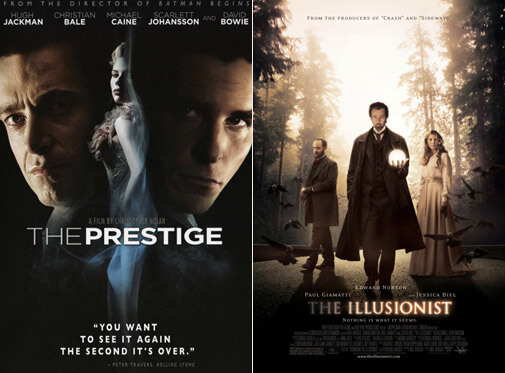 FROM THE DIRECTOR OF BATMAN BEGINS
HUGH JACKMAN CHRISTIAN BALE MICHAEL CAINE SCARLETT JOHANSSON AND DAVID BOWIE
A FILM BY CHRISTOPHER NOLAN
THE PRESTIGE
“YOU WANT
TO SEE IT AGAIN
THE SECOND IT'S OVER.”
– PETER TRAVERS, ROLLING STONE
FROM THE PRODUCERS OF "CRASH" AND "SIDEWAYS"
EDWARD NORTON
PAUL GIAMATTI AND JESSICA BIEL
THE ILLUSIONIST
NOTHING IS WHAT IT SEEMS.